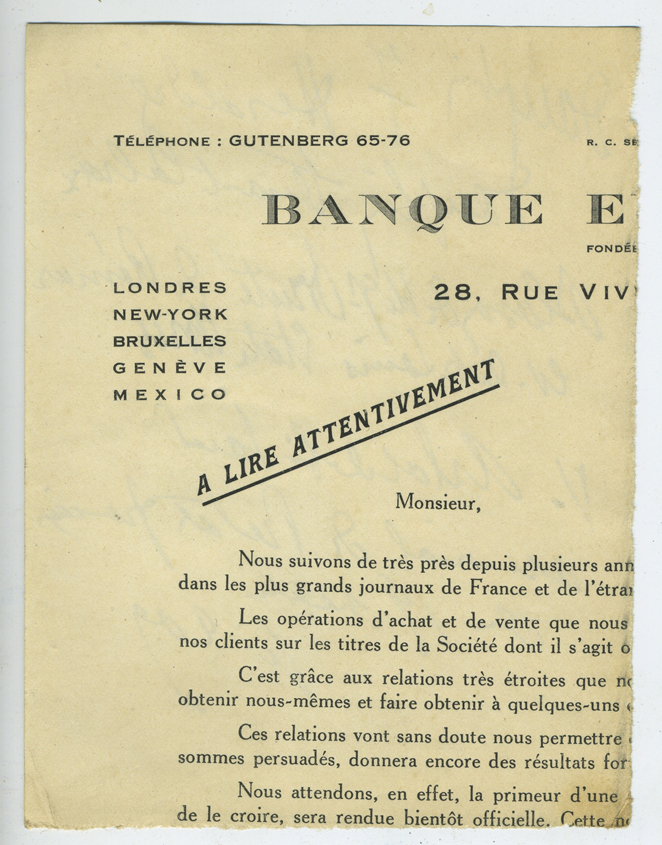 TÉLÉPHONE : GUTENBERG 65-76
R. C. SE
BANQUE E
FONDÉE
28, RUE VIV
LONDRES
NEW-YORK
BRUXELLES
GENÈVE
MEXICO
A LIRE ATTENTIVEMENT
Monsieur,
Nous suivons de très près depuis plusieurs ann
dans les plus grands journaux de France et de l'étra
Les opérations d'achat et de vente que nous
nos clients sur les titres de la Société dont il s'agit o
C'est grâce aux relations très étroites que n
obtenir nous-mêmes et faire obtenir à quelques-uns
Ces relations vont sans doute nous permettre
sommes persuadés, donnera encore des résultats for
Nous attendons, en effet, la primeur d'une
de le croire, sera rendue bientôt officielle. Cette n